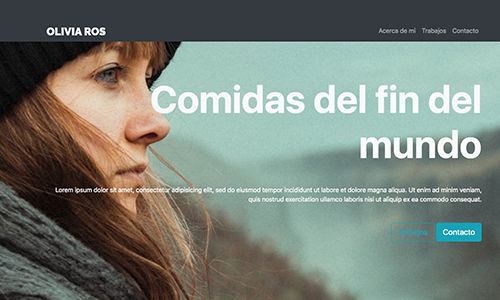 OLIVIA ROS
Acerca de mí Trabajos Contacto
Comidas del fin del
mundo
Lorem ipsum dolor sit amet, consectetur adipisicing elit, sed do eiusmod tempor incididunt ut labore et dolore magna aliqua. Ut enim ad minim veniam,
quis nostrud exercitation ullamco laboris nisi ut aliquip ex ea commodo consequat.
Contacto